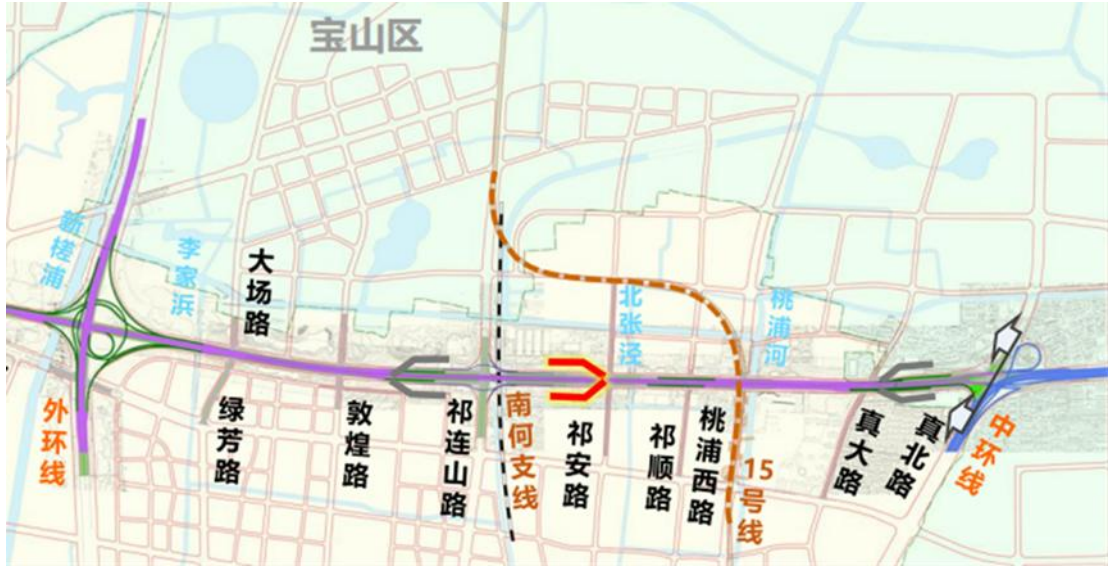 宝山区
新槎浦
李家浜
大场路
北张泾
桃浦河
外环线
绿芳路
敦煌路
祁连山路
南何支线
祁安路
祁顺路
桃浦西路
15号线
真大路
真北路
中环线